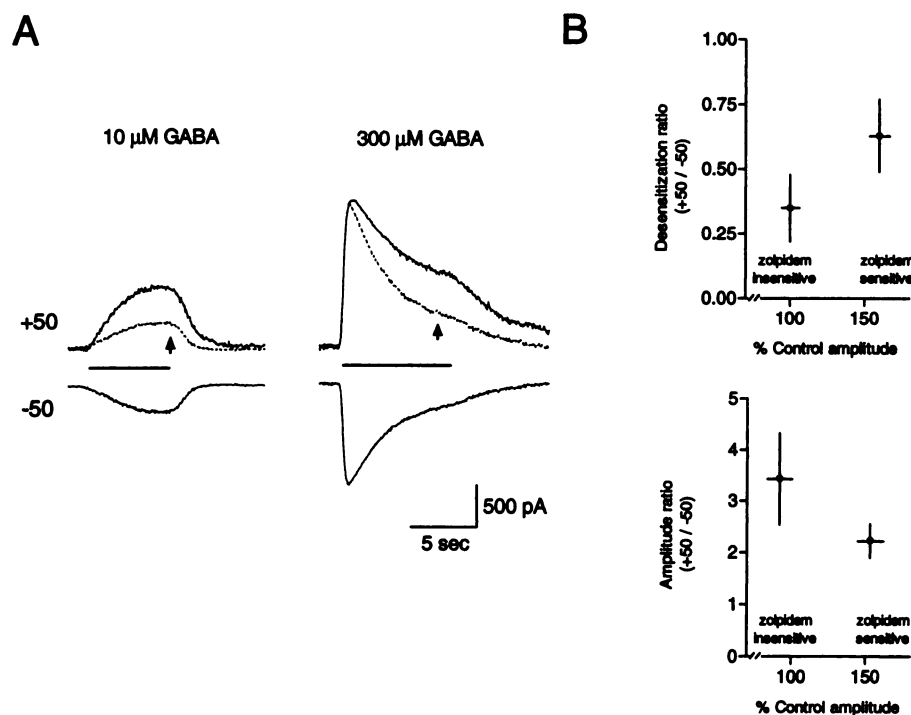 A
B
10 µM GABA
300 µM GABA
+50
-50
500 pA
5 sec
1.00
0.75
0.50
0.25
0.00
Desensitization ratio
(+50 / -50)
zolpidem
insensitive
zolpidem
sensitive
100
150
% Control amplitude
5
4
3
2
1
0
Amplitude ratio
(+50 / -50)
zolpidem
insensitive
zolpidem
sensitive
100
150
% Control amplitude